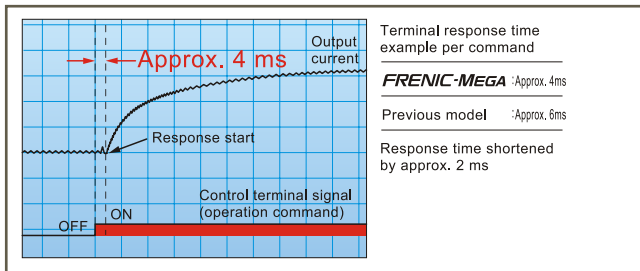 Approx. 4 ms
Output
current
Response start
Control terminal signal
(operation command)
OFF
ON
Terminal response time
example per command
FRENIC-MEGA :Approx. 4ms
Previous model :Approx. 6ms
Response time shortened
by approx. 2 ms